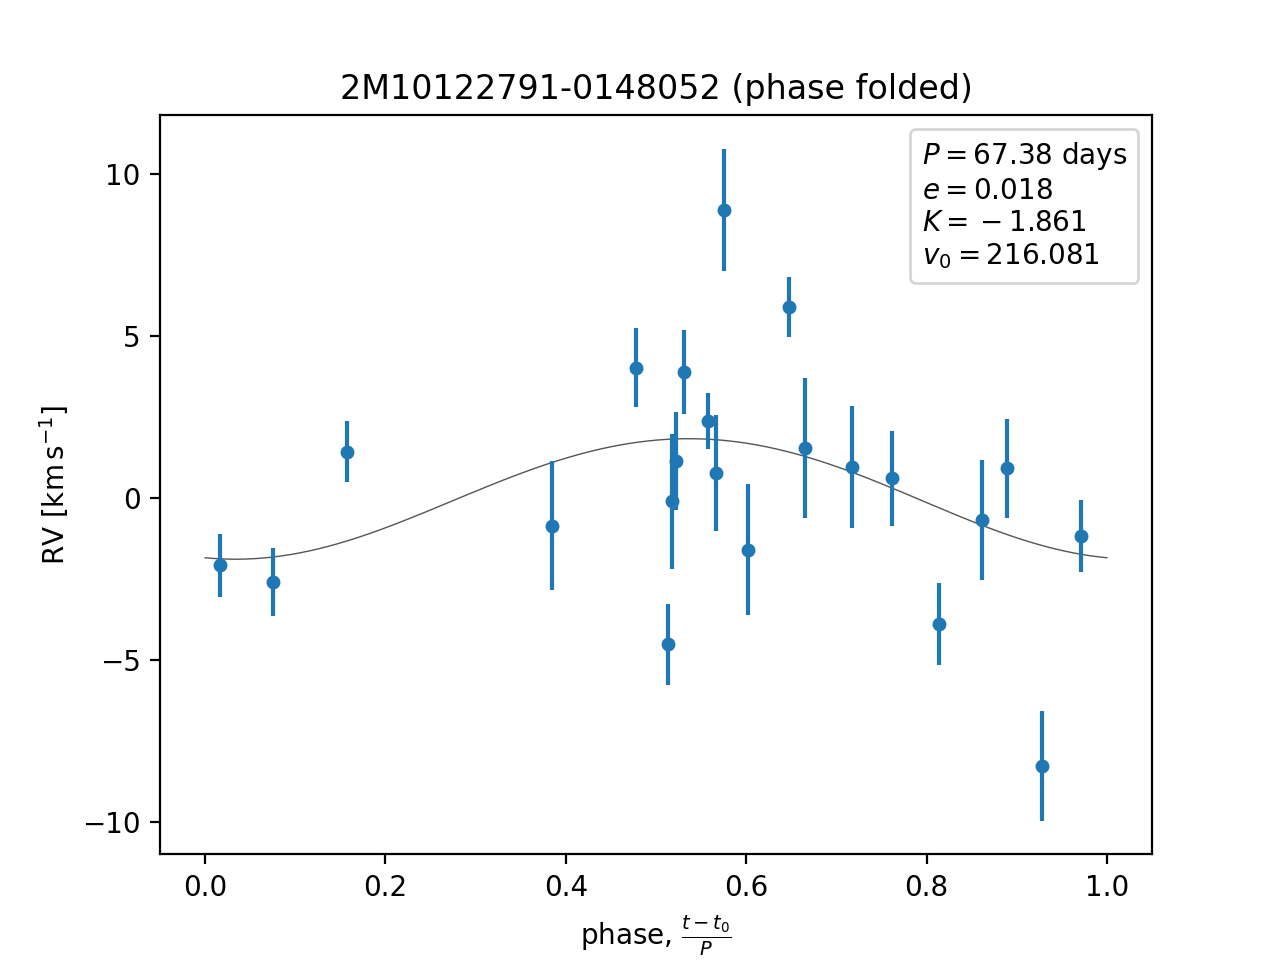 2M10122791-0148052 (phase folded)
P = 67.38 days
e = 0.018
K = −1.861
v₀ = 216.081
10
5
0
−5
−10
RV [km s⁻¹]
0.0 0.2 0.4 0.6 0.8 1.0
phase, (t − t₀)/P